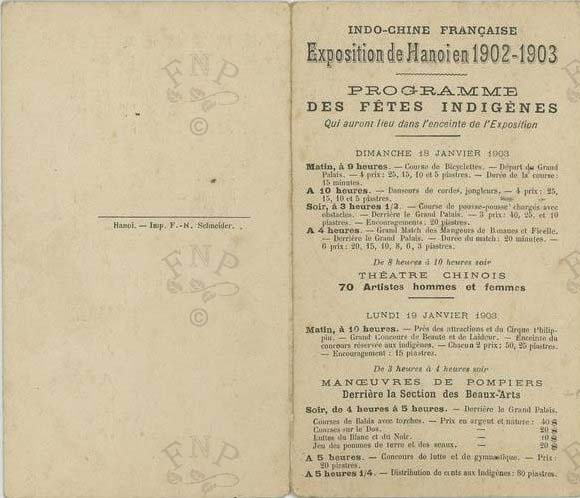 Hanoi. — Imp. F.-H. Schneider.
INDO-CHINE FRANÇAISE
Exposition de Hanoi en 1902-1903
PROGRAMME
DES FÊTES INDIGÈNES
Qui auront lieu dans l'enceinte de l'Exposition
DIMANCHE 18 JANVIER 1903
Matin, à 9 heures. — Course de Bicyclettes. — Départ du Grand
Palais. — 4 prix : 25, 15, 10 et 5 piastres. — Durée de la course :
15 minutes.
A 10 heures. — Danseurs de cordes, jongleurs. — 4 prix : 25,
15, 10 et 5 piastres.
Soir, à 3 heures 1/2. — Course de pousse-pousse chargés avec
obstacles. — Derrière le Grand Palais. — 3 prix : 40, 25, et 10
piastres. — Encouragements : 20 piastres.
A 4 heures. — Grand Match des Mangeurs de Bananes et Ficelle.
— Derrière le Grand Palais. — Durée du match : 20 minutes. —
6 prix : 20, 15, 10, 8, 6, 3 piastres.
De 8 heures à 10 heures soir
THÉATRE CHINOIS
70 Artistes hommes et femmes
LUNDI 19 JANVIER 1903
Matin, à 10 heures. — Près des attractions et du Cirque Philip-
pin. — Grand Concours de Beauté et de Laideur. — Enceinte du
concours réservée aux indigènes. — Chacun 2 prix : 50, 25 piastres.
— Encouragement : 15 piastres.
De 3 heures à 4 heures soir
MANŒUVRES DE POMPIERS
Derrière la Section des Beaux-Arts
Soir, de 4 heures à 5 heures. — Derrière le Grand Palais.
Courses de Balais avec torches. — Prix en argent et nature : 40 $
Courses sur le Dos. — 20 $
Luttes du Blanc et du Noir. — 10 $
Jeu des pommes de terre et des seaux. — 20 $
A 5 heures. — Concours de lutte et de gymnastique. — Prix :
20 piastres.
A 5 heures 1/4. — Distribution de cents aux Indigènes : 80 piastres.
FNP
©
FNP
©
FNP
FNP
©
FNP
©
FNP